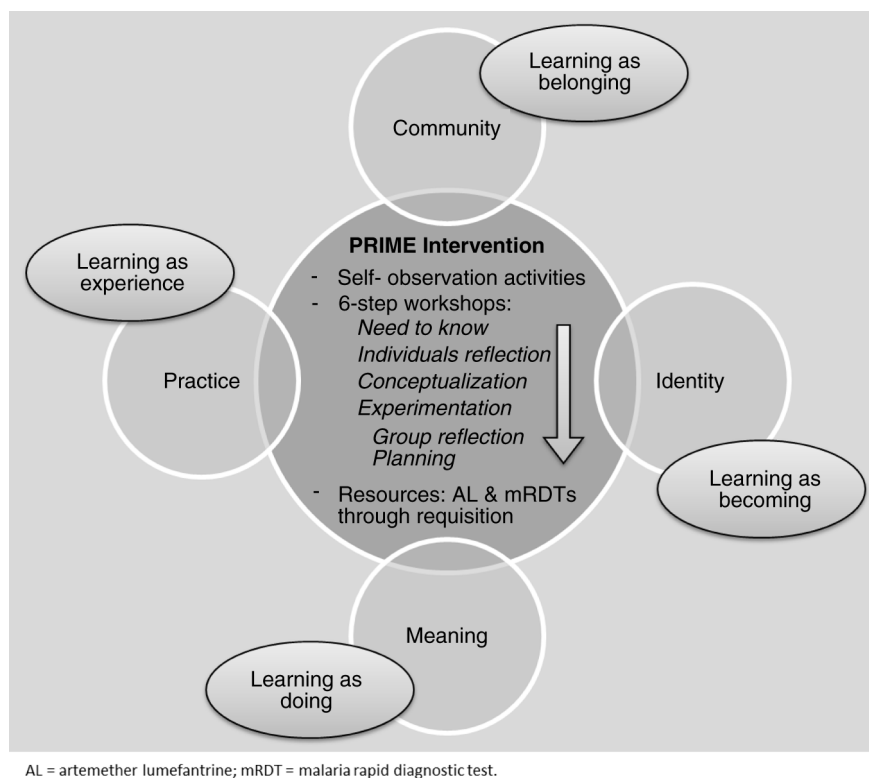 Learning as
belonging
Community
Learning as
experience
Practice
PRIME Intervention
- Self- observation activities
- 6-step workshops:
Need to know
Individuals reflection
Conceptualization
Experimentation
Group reflection
Planning
- Resources: AL & mRDTs
through requisition
Identity
Learning as
becoming
Meaning
Learning as
doing
AL = artemether lumefantrine; mRDT = malaria rapid diagnostic test.